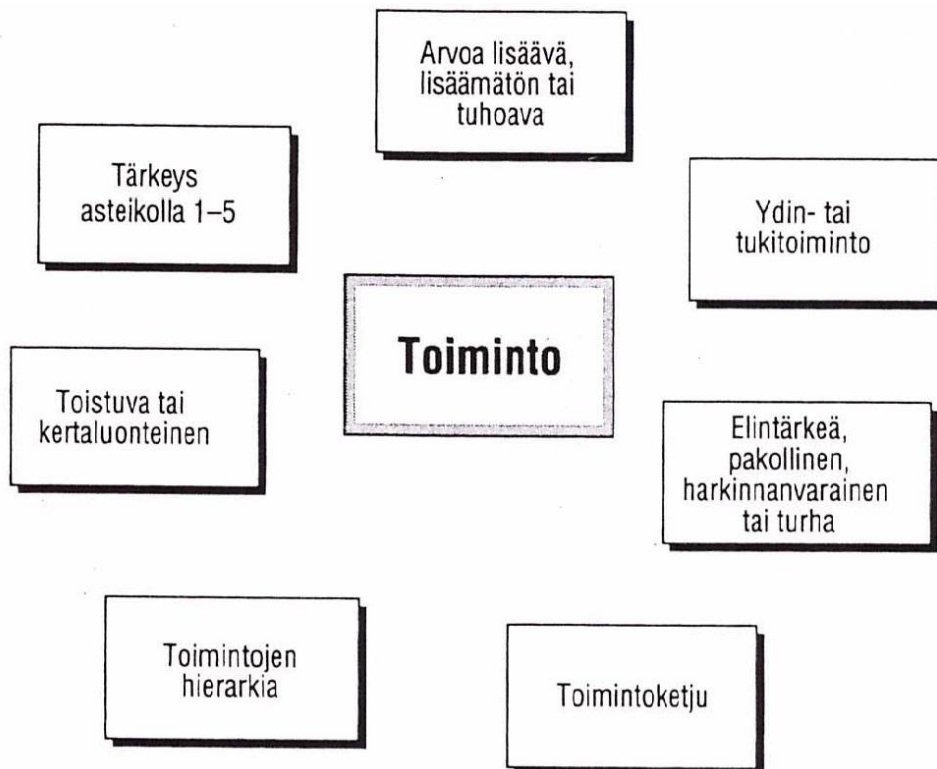 Arvoa lisäävä,
lisäämätön tai
tuhoava
Tärkeys
asteikolla 1–5
Ydin- tai
tukitoiminto
Toiminto
Toistuva tai
kertaluonteinen
Elintärkeä,
pakollinen,
harkinnanvarainen
tai turha
Toimintojen
hierarkia
Toimintoketju